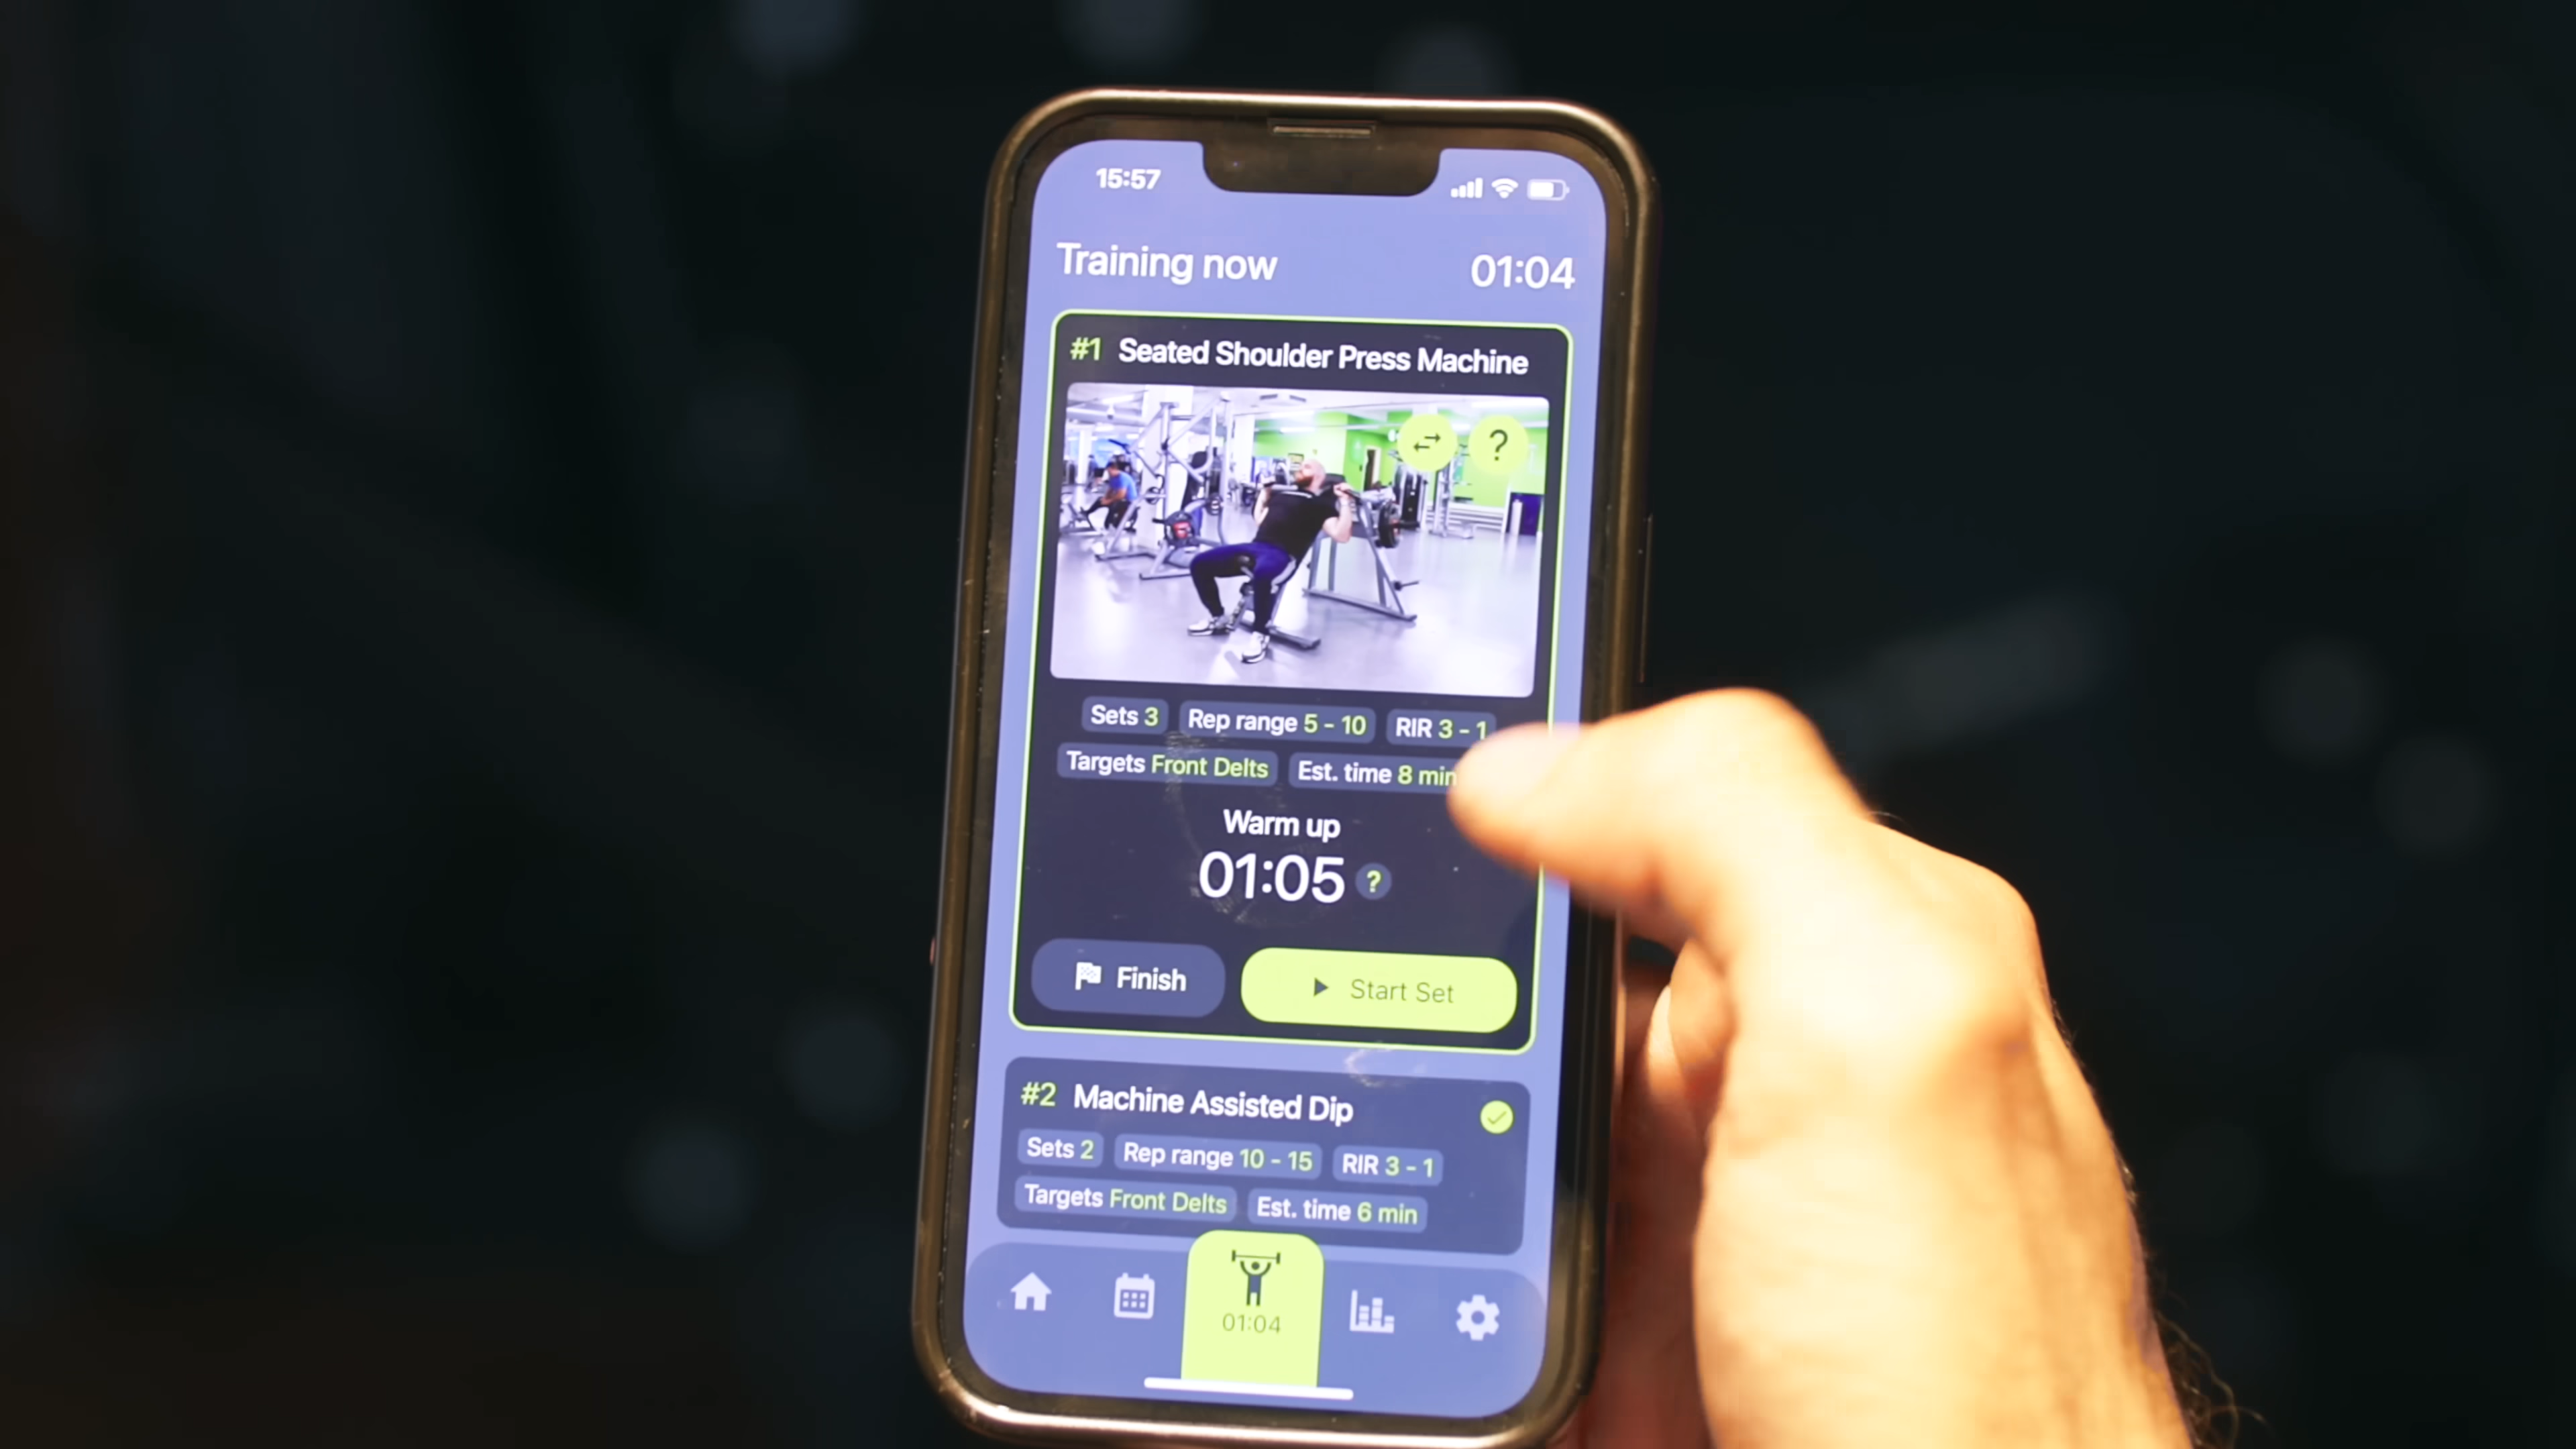 15:57
Training now 01:04
#1 Seated Shoulder Press Machine
?
Sets 3 Rep range 5 - 10 RIR 3 - 1
Targets Front Delts Est. time 8 min
Warm up
01:05 ?
Finish Start Set
#2 Machine Assisted Dip
Sets 2 Rep range 10 - 15 RIR 3 - 1
Targets Front Delts Est. time 6 min
01:04